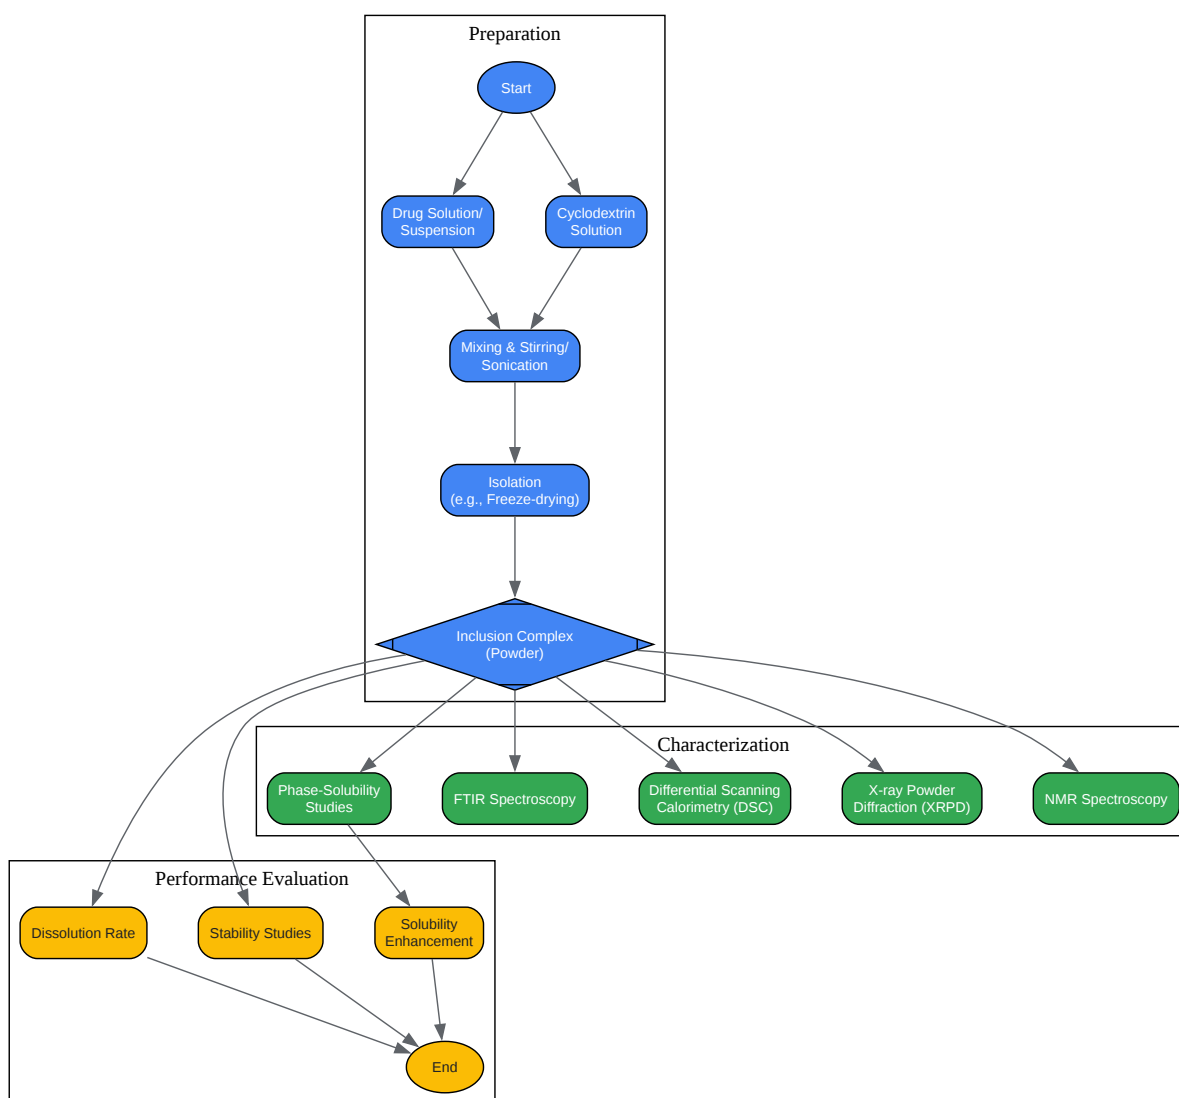 Preparation
Start
Drug Solution/
Suspension
Cyclodextrin
Solution
Mixing & Stirring/
Sonication
Isolation
(e.g., Freeze-drying)
Inclusion Complex
(Powder)
Characterization
Phase-Solubility
Studies
FTIR Spectroscopy
Differential Scanning
Calorimetry (DSC)
X-ray Powder
Diffraction (XRPD)
NMR Spectroscopy
Performance Evaluation
Dissolution Rate
Stability Studies
Solubility
Enhancement
End